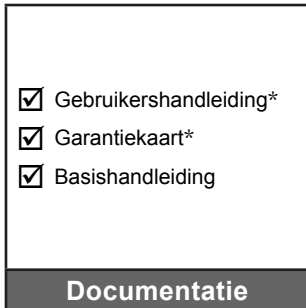 ☑ Gebruikershandleiding*
☑ Garantiekaart*
☑ Basishandleiding
Documentatie